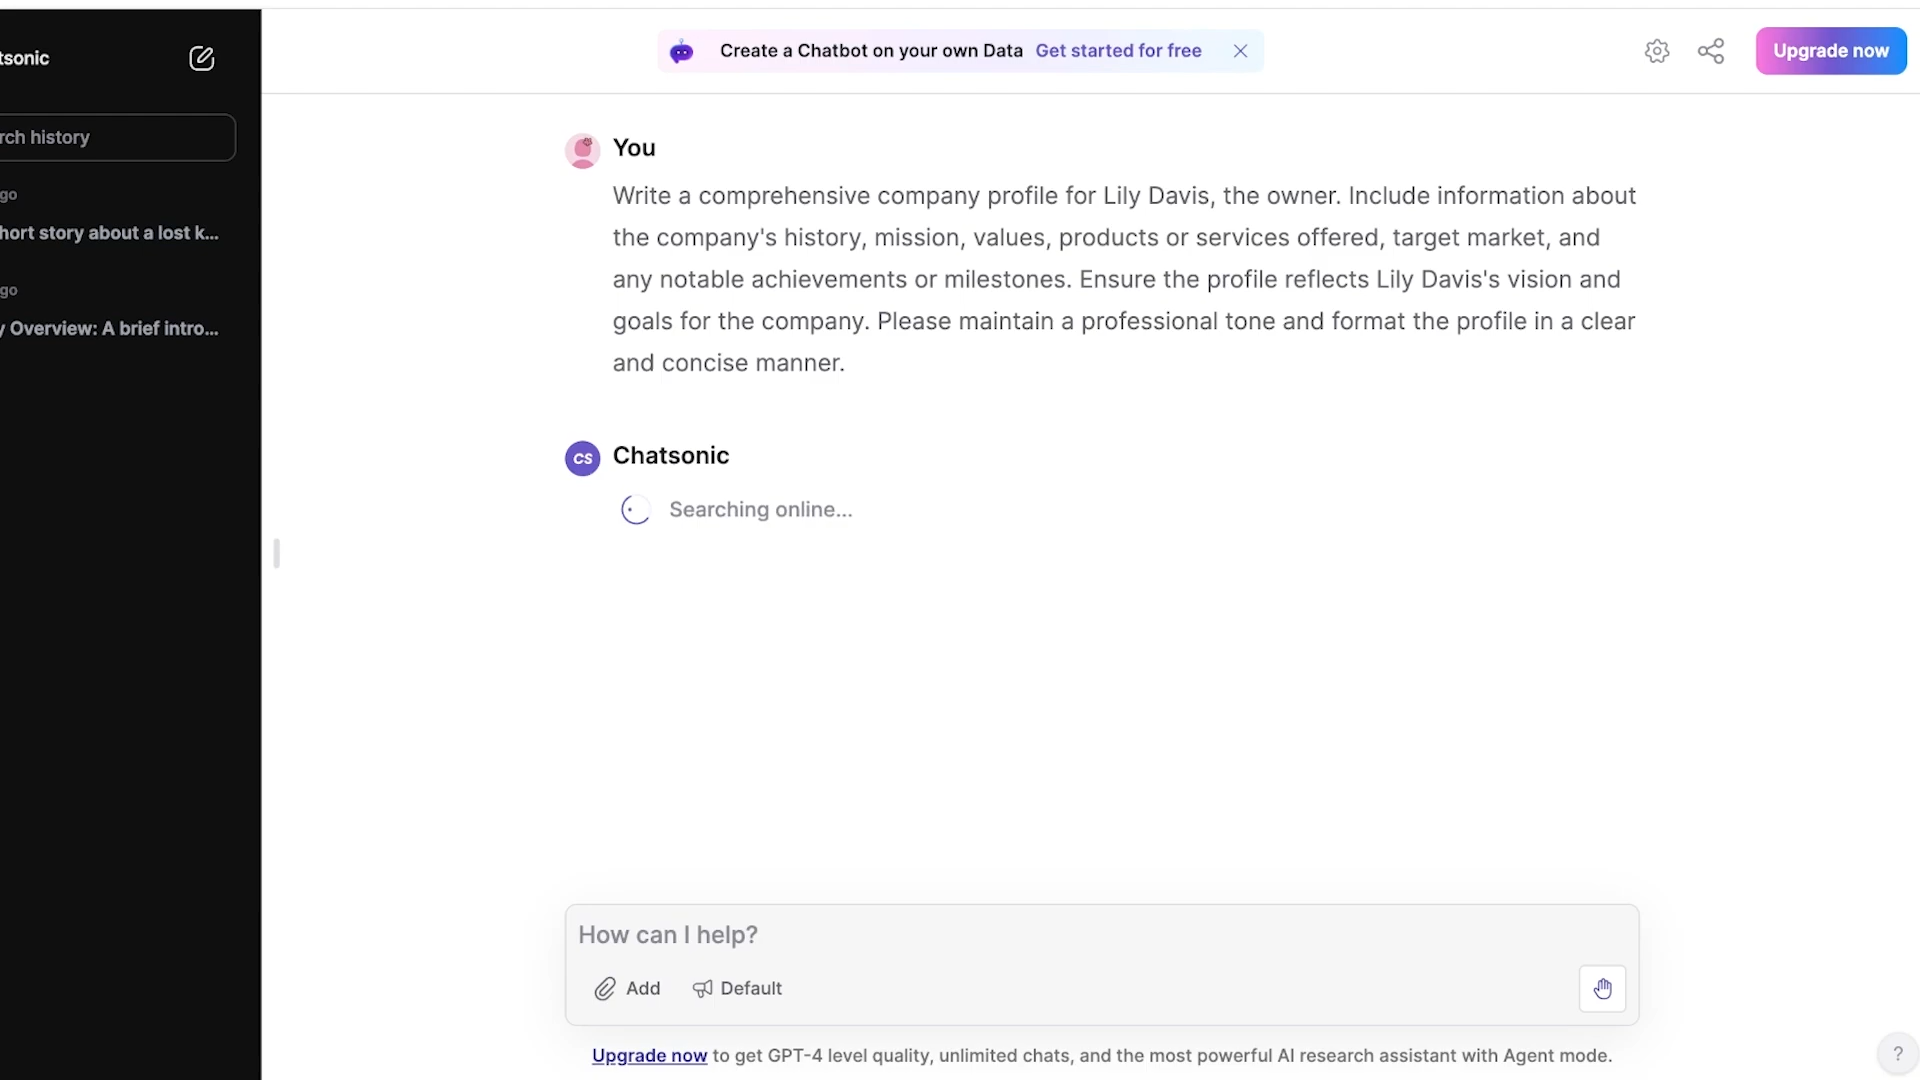 tsonic
Create a Chatbot on your own Data Get started for free
Upgrade now
rch history
go
hort story about a lost k...
go
y Overview: A brief intro...
You
Write a comprehensive company profile for Lily Davis, the owner. Include information about
the company's history, mission, values, products or services offered, target market, and
any notable achievements or milestones. Ensure the profile reflects Lily Davis's vision and
goals for the company. Please maintain a professional tone and format the profile in a clear
and concise manner.
CS Chatsonic
Searching online...
How can I help?
Add Default
Upgrade now to get GPT-4 level quality, unlimited chats, and the most powerful AI research assistant with Agent mode.
?